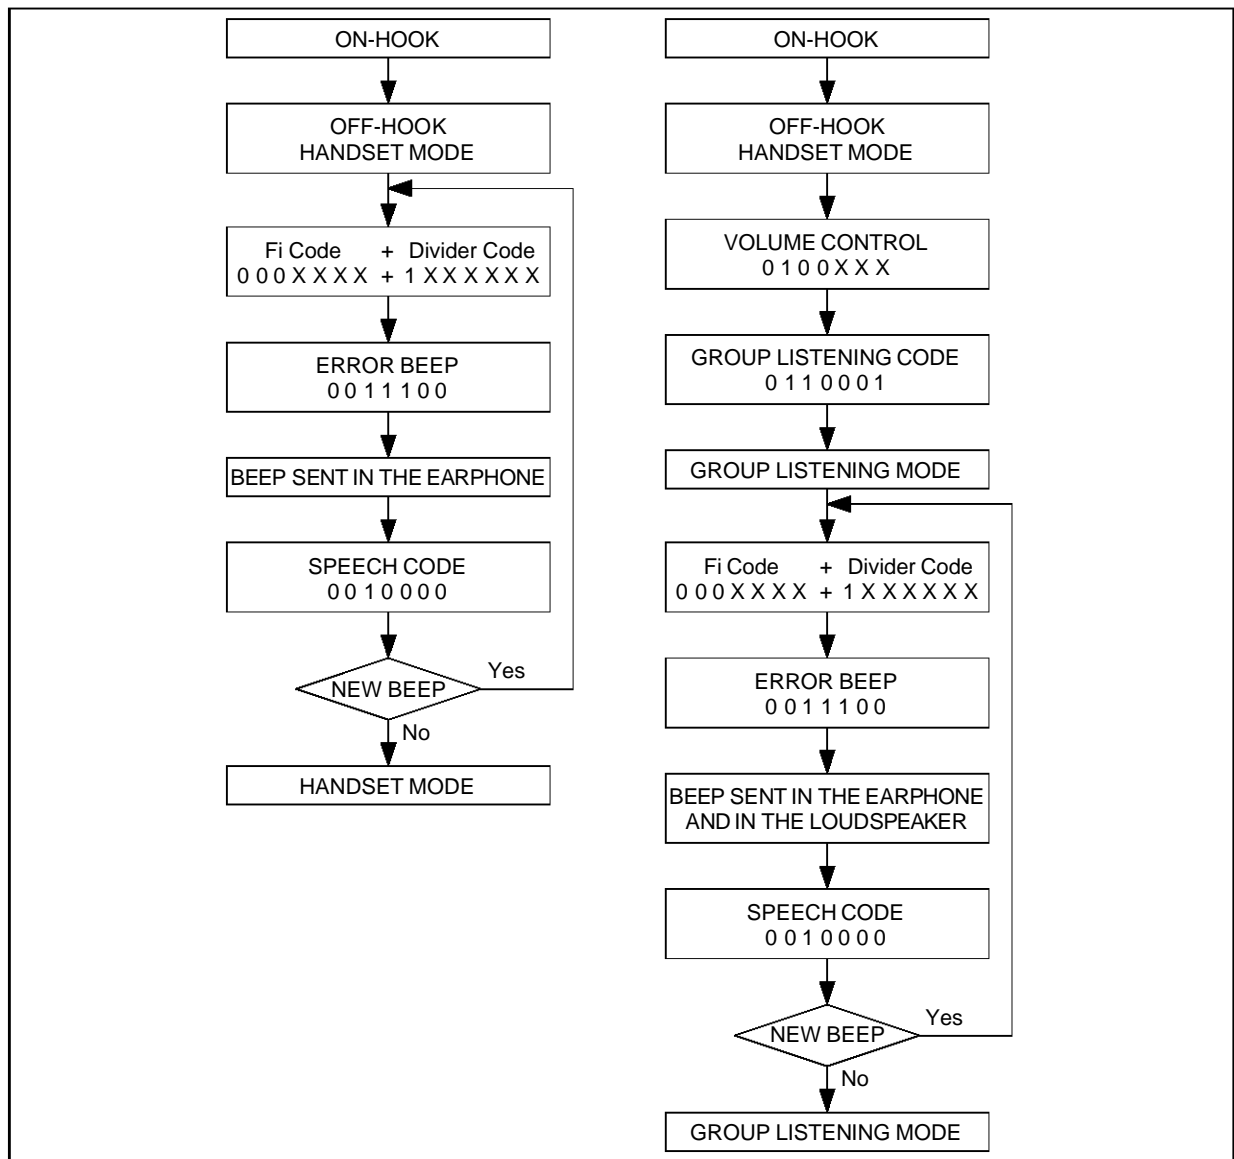 ON-HOOK
OFF-HOOK
HANDSET MODE
Fi Code + Divider Code
0 0 0 X X X X + 1 X X X X X X
ERROR BEEP
0 0 1 1 1 0 0
BEEP SENT IN THE EARPHONE
SPEECH CODE
0 0 1 0 0 0 0
NEW BEEP
Yes
No
HANDSET MODE
ON-HOOK
OFF-HOOK
HANDSET MODE
VOLUME CONTROL
0 1 0 0 X X X
GROUP LISTENING CODE
0 1 1 0 0 0 1
GROUP LISTENING MODE
Fi Code + Divider Code
0 0 0 X X X X + 1 X X X X X X
ERROR BEEP
0 0 1 1 1 0 0
BEEP SENT IN THE EARPHONE
AND IN THE LOUDSPEAKER
SPEECH CODE
0 0 1 0 0 0 0
NEW BEEP
Yes
No
GROUP LISTENING MODE